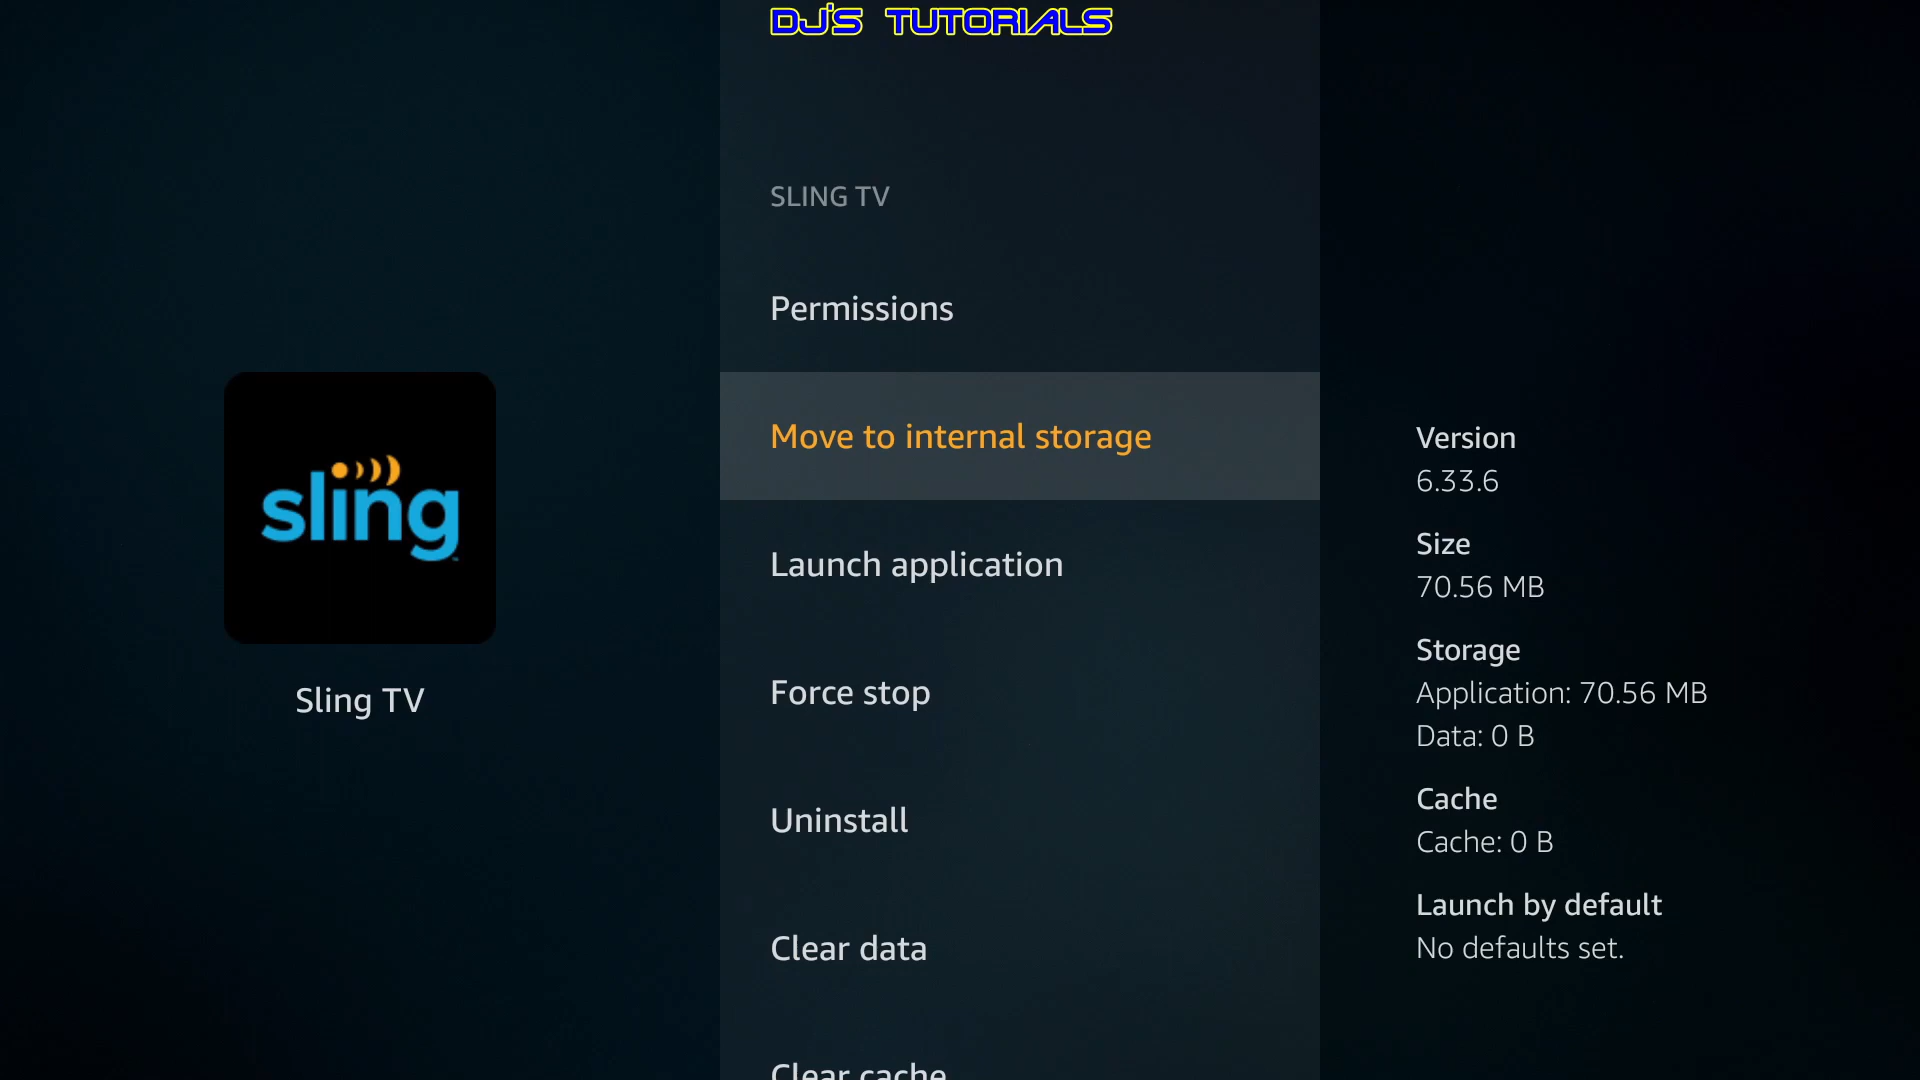 DJ'S TUTORIALS
SLING TV
Permissions
Move to internal storage
Launch application
Force stop
Uninstall
Clear data
Clear cache
sling
Sling TV
Version
6.33.6
Size
70.56 MB
Storage
Application: 70.56 MB
Data: 0 B
Cache
Cache: 0 B
Launch by default
No defaults set.